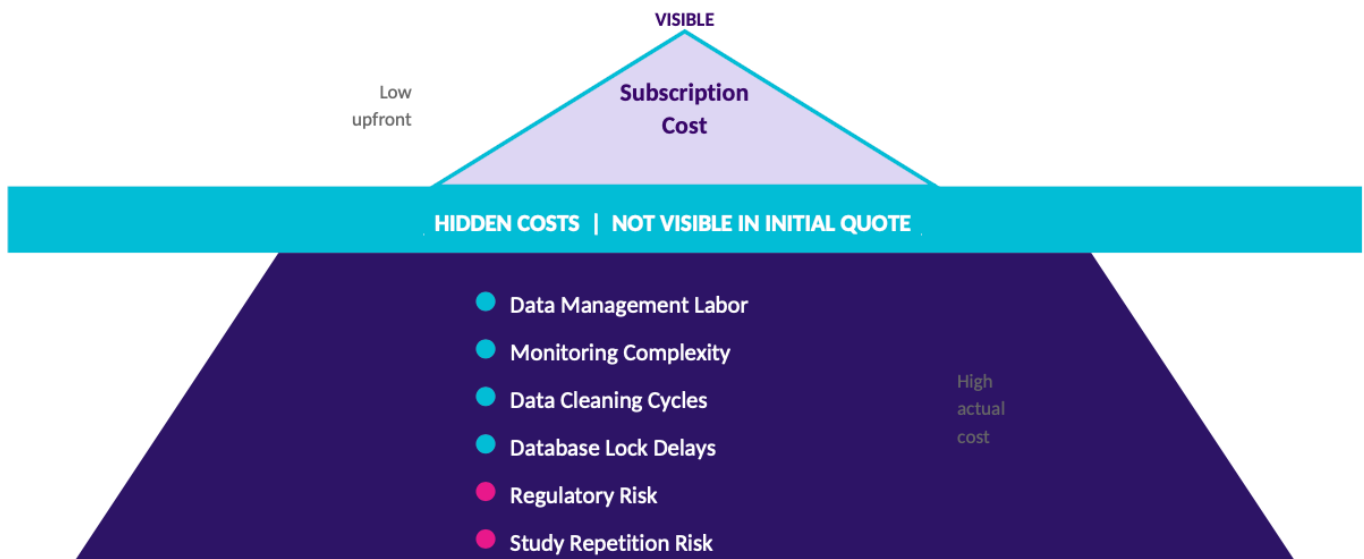 VISIBLE
Low
upfront
Subscription
Cost
HIDDEN COSTS | NOT VISIBLE IN INITIAL QUOTE
Data Management Labor
Monitoring Complexity
Data Cleaning Cycles
Database Lock Delays
Regulatory Risk
Study Repetition Risk
High
actual
cost